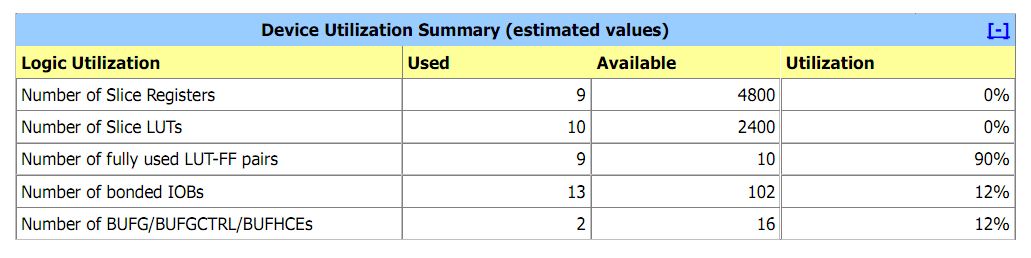 Device Utilization Summary (estimated values) [-]
Logic Utilization Used Available Utilization
Number of Slice Registers 9 4800 0%
Number of Slice LUTs 10 2400 0%
Number of fully used LUT-FF pairs 9 10 90%
Number of bonded IOBs 13 102 12%
Number of BUFG/BUFGCTRL/BUFHCEs 2 16 12%